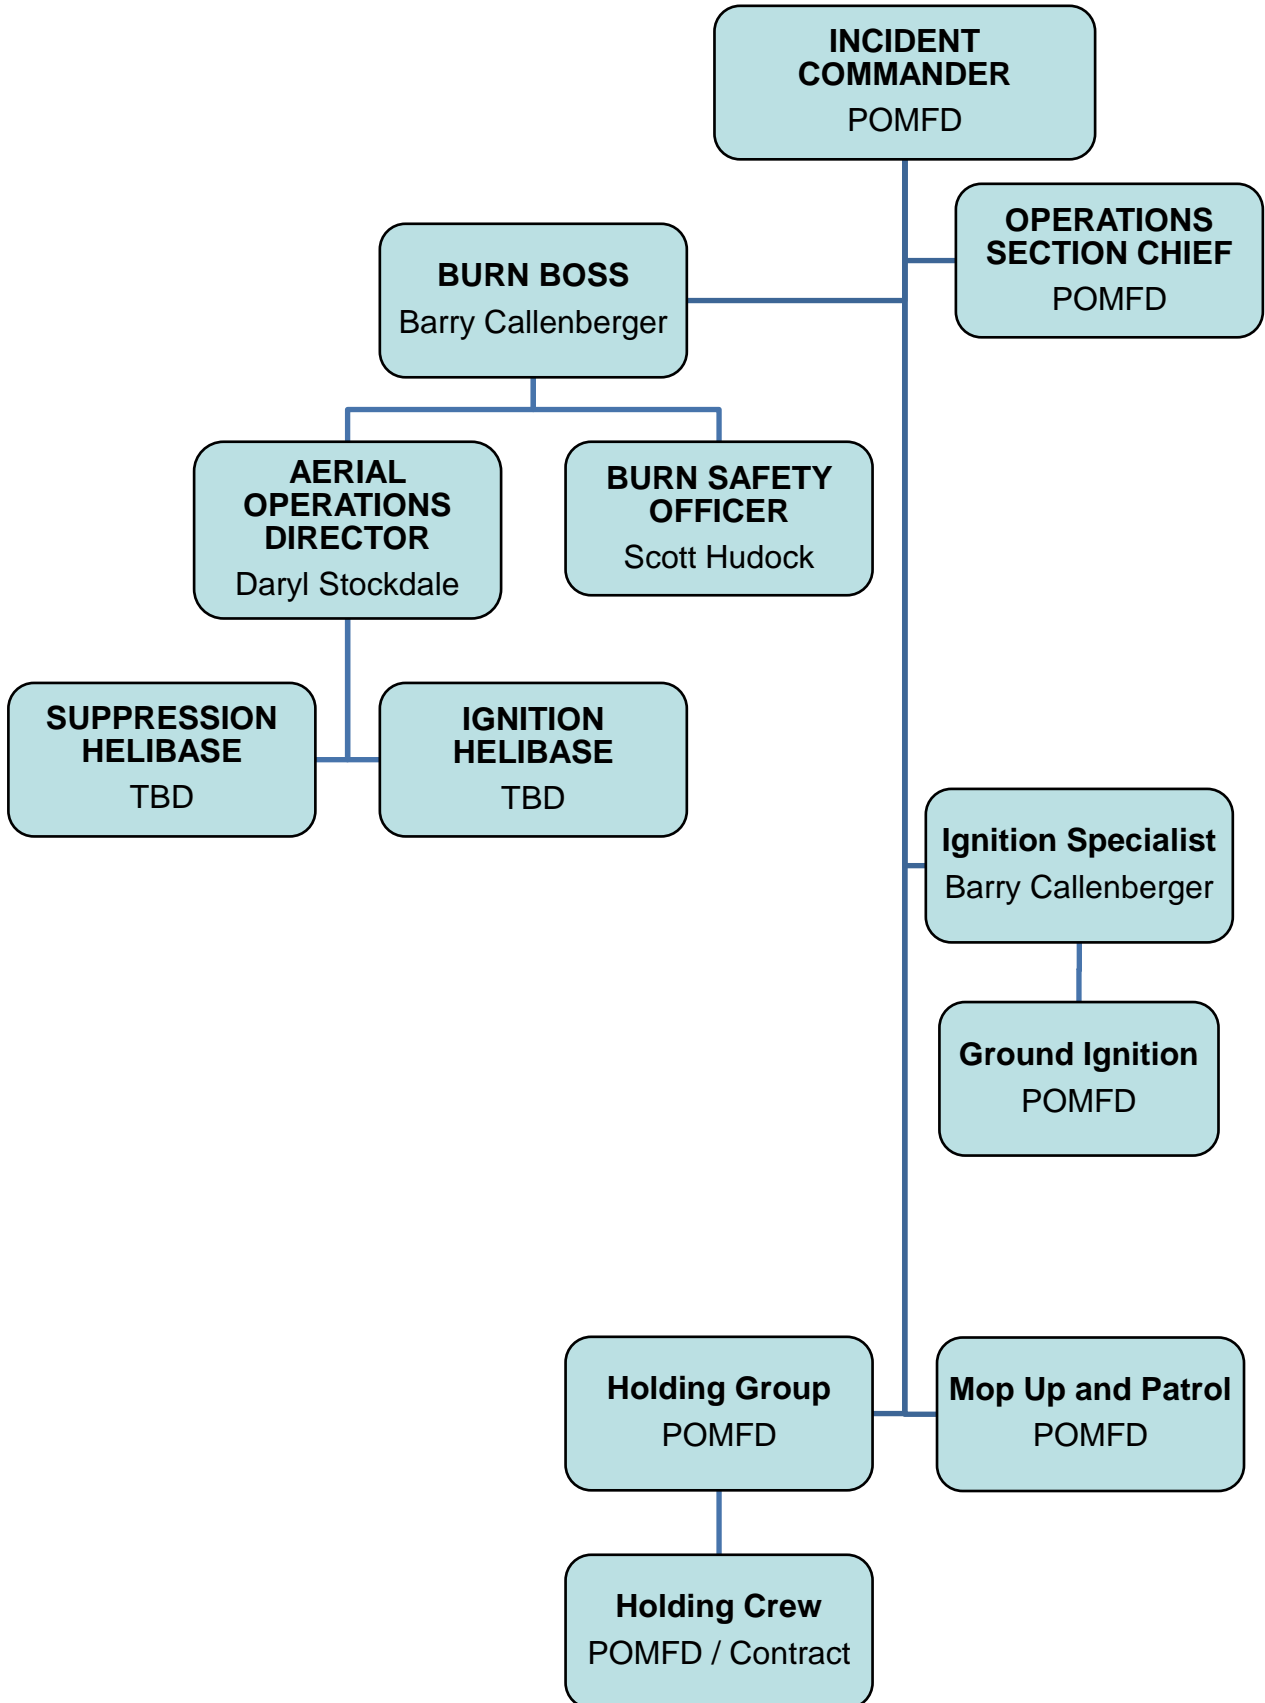 INCIDENT
COMMANDER
POMFD
OPERATIONS
SECTION CHIEF
POMFD
BURN BOSS
Barry Callenberger
AERIAL
OPERATIONS
DIRECTOR
Daryl Stockdale
BURN SAFETY
OFFICER
Scott Hudock
SUPPRESSION
HELIBASE
TBD
IGNITION
HELIBASE
TBD
Ignition Specialist
Barry Callenberger
Ground Ignition
POMFD
Holding Group
POMFD
Mop Up and Patrol
POMFD
Holding Crew
POMFD / Contract